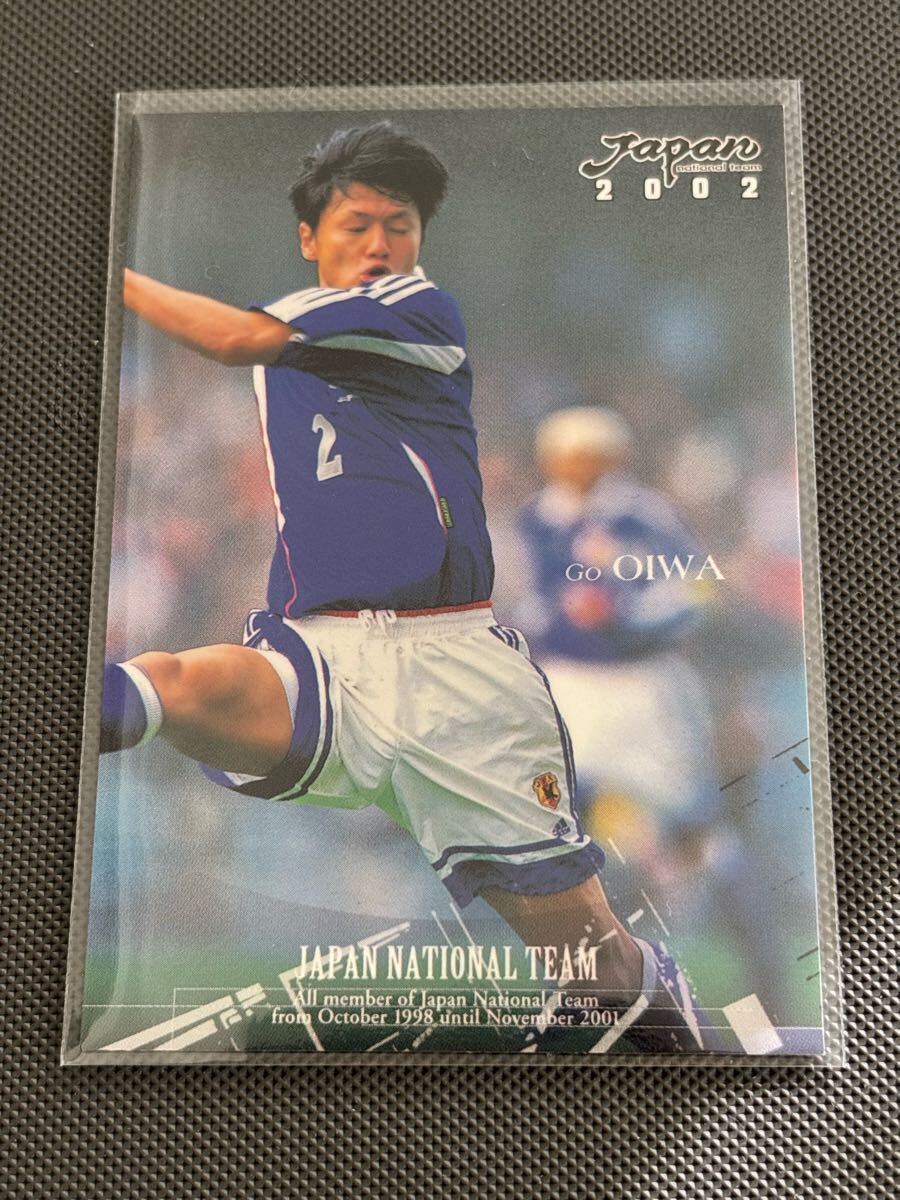 Japan
national team
2002
2
Go OIWA
JAPAN NATIONAL TEAM
All member of Japan National Team
from October 1998 until November 2001